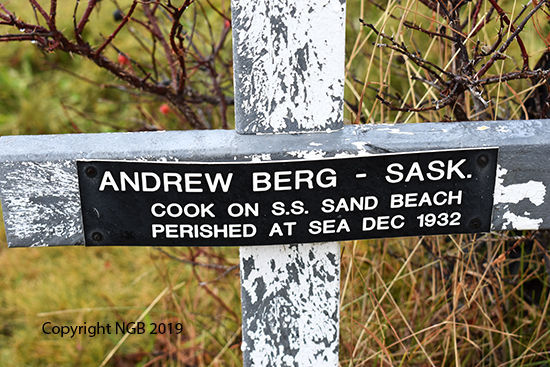 ANDREW BERG - SASK.
COOK ON S.S. SAND BEACH
PERISHED AT SEA DEC 1932
Copyright NGB 2019